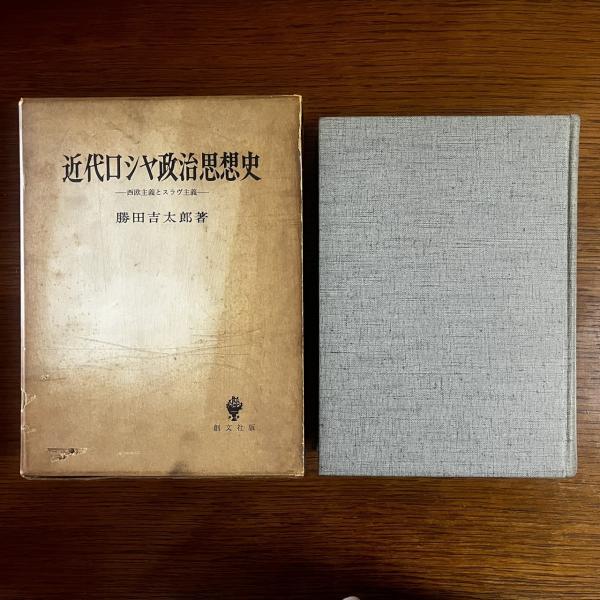 近代ロシヤ政治思想史
―西欧主義とスラヴ主義―
勝田吉太郎著
創文社版